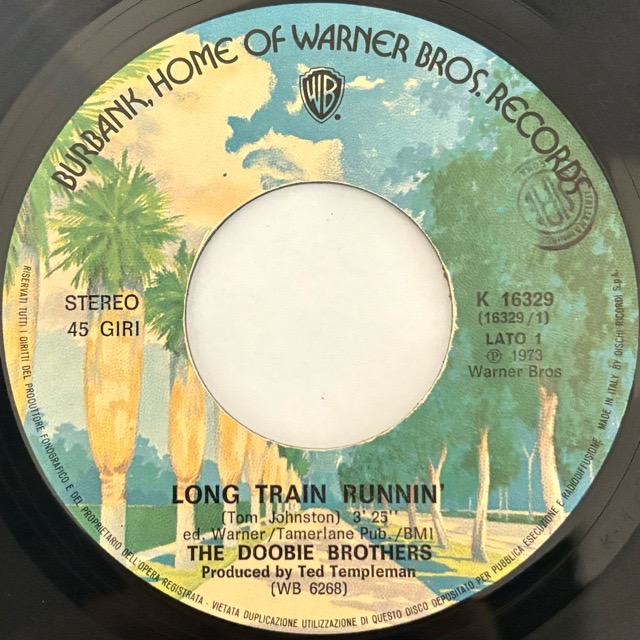 BURBANK, HOME OF WARNER BROS. RECORDS
WB
STEREO
45 GIRI
K 16329
(16329/1)
LATO 1
℗ 1973
Warner Bros
LONG TRAIN RUNNIN'
(Tom Johnston) 3' 25''
ed. Warner/Tamerlane Pub./BMI
THE DOOBIE BROTHERS
Produced by Ted Templeman
(WB 6268)
RISERVATI TUTTI I DIRITTI DEL PRODUTTORE FONOGRAFICO E DEL PROPRIETARIO DELL'OPERA REGISTRATA - VIETATA DUPLICAZIONE UTILIZZAZIONE DI QUESTO DISCO DEPOSITATO PER PUBBLICA ESECUZIONE E RADIODIFFUSIONE. MADE IN ITALY BY DISCHI RICORDI S.p.A.